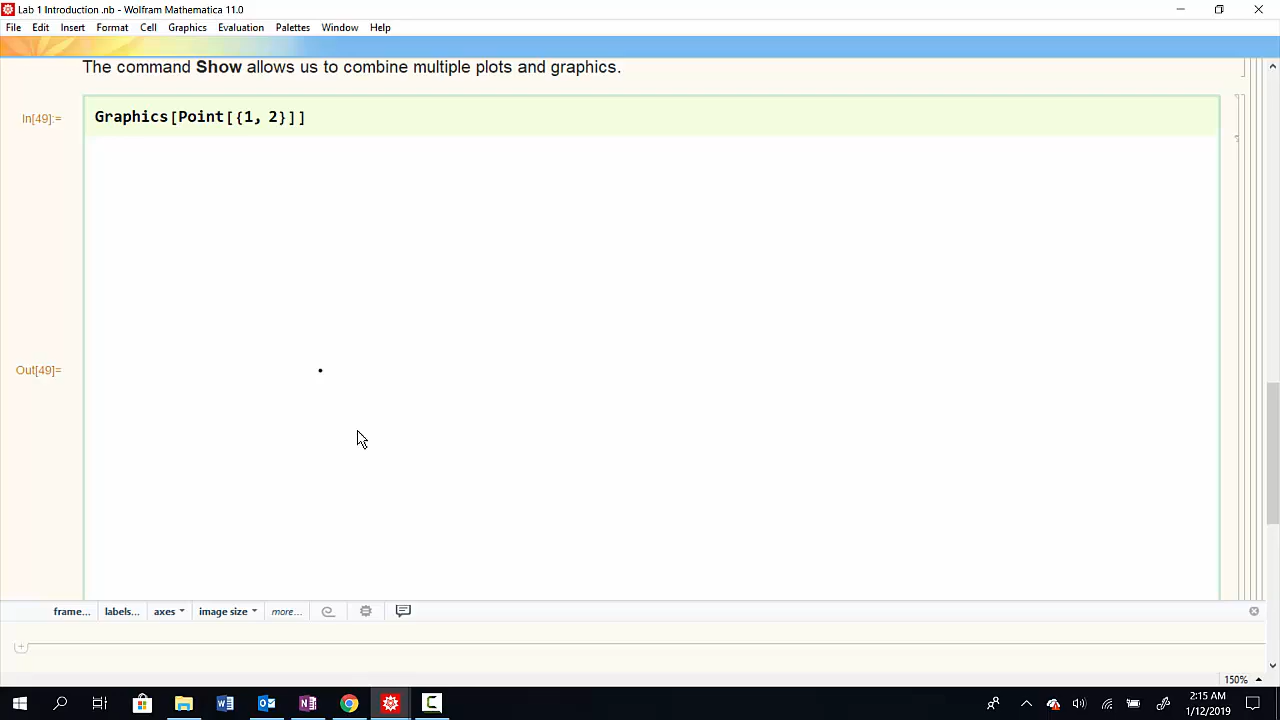 Lab 1 Introduction .nb - Wolfram Mathematica 11.0
File Edit Insert Format Cell Graphics Evaluation Palettes Window Help
The command Show allows us to combine multiple plots and graphics.
In[49]:= Graphics[Point[{1, 2}]]
Out[49]=
frame... labels... axes image size more...
150%
2:15 AM
1/12/2019